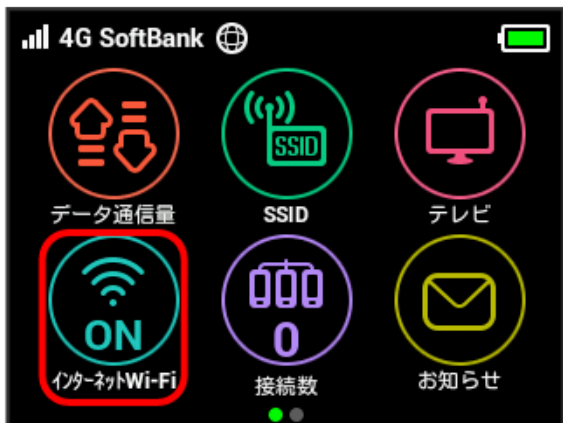 4G SoftBank
SSID
データ通信量
SSID
テレビ
ON
0
インターネットWi-Fi
接続数
お知らせ